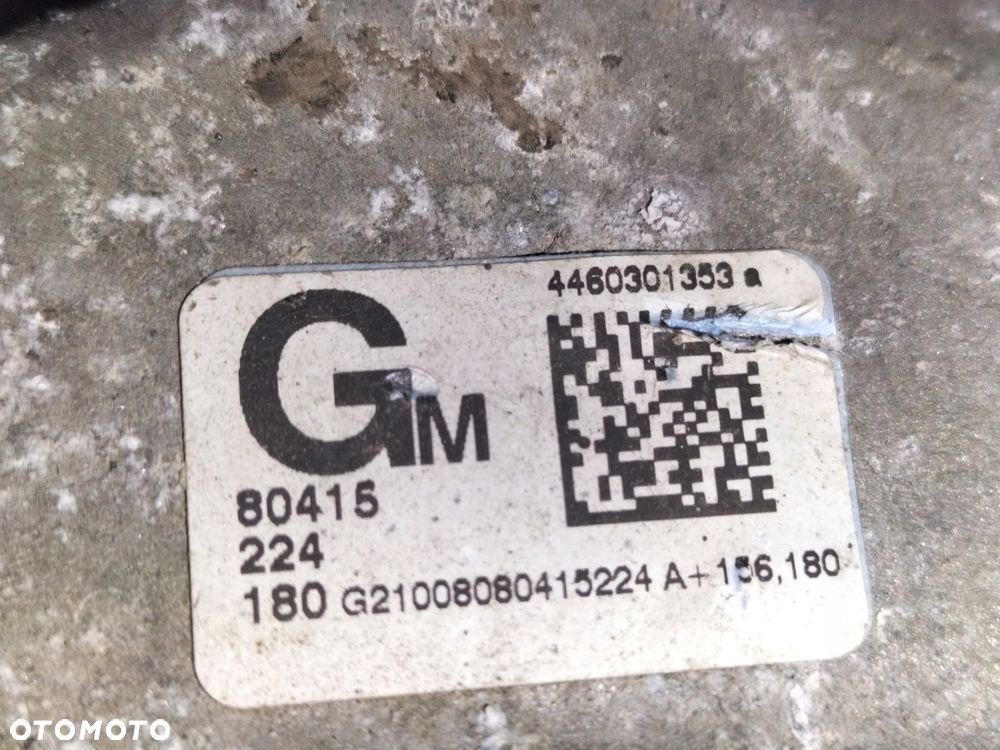 4460301353 a
GM
80415
224
180 G21008080415224 A+ 156,180
OTOMOTO